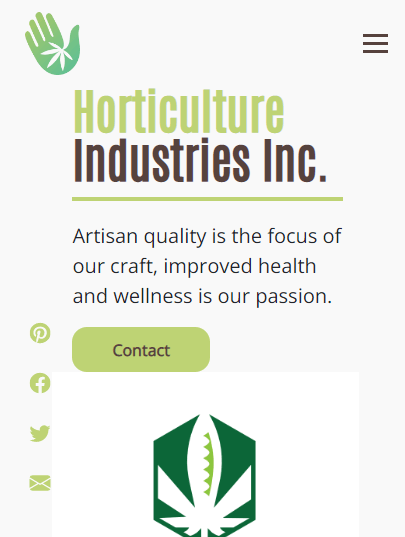 Horticulture
Industries Inc.
Artisan quality is the focus of
our craft, improved health
and wellness is our passion.
Contact